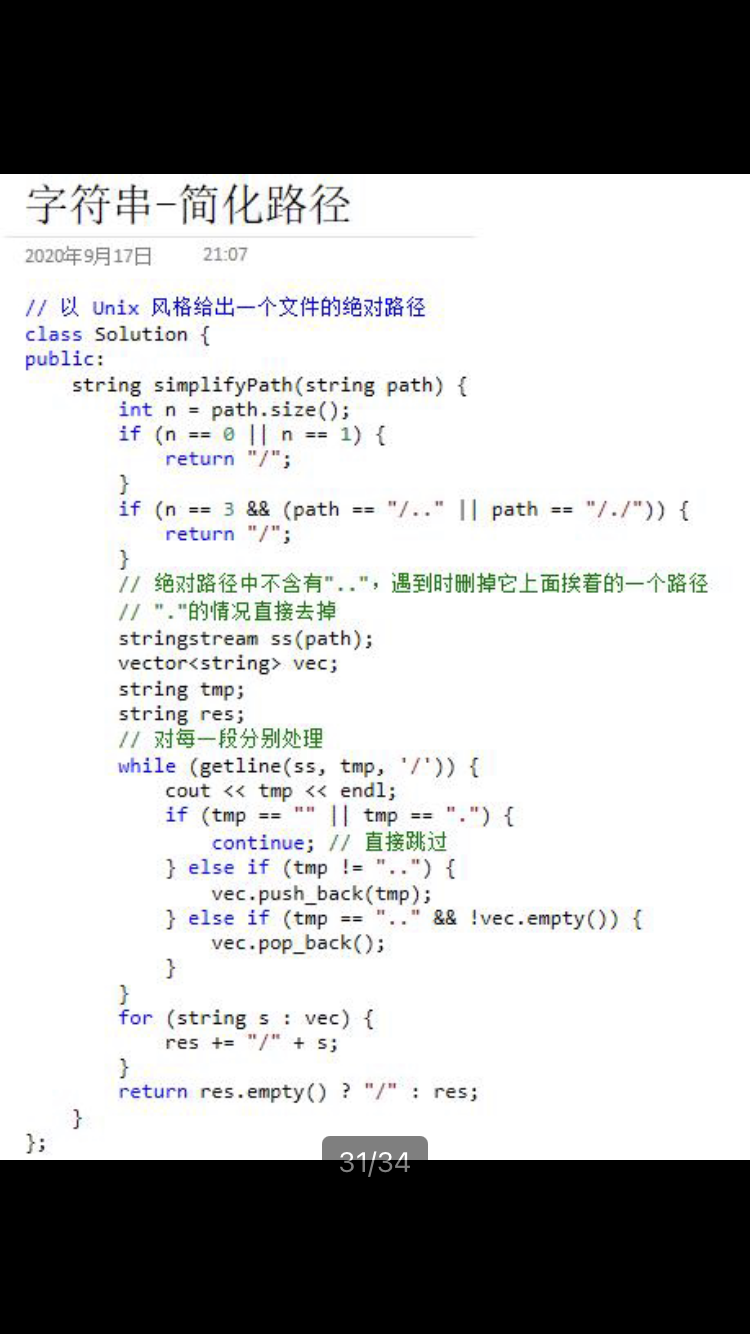 字符串-简化路径
2020年9月17日 21:07
// 以 Unix 风格给出一个文件的绝对路径
class Solution {
public:
    string simplifyPath(string path) {
        int n = path.size();
        if (n == 0 || n == 1) {
            return "/";
        }
        if (n == 3 && (path == "/.." || path == "/./")) {
            return "/";
        }
        // 绝对路径中不含有".."，遇到时删掉它上面挨着的一个路径
        // "."的情况直接去掉
        stringstream ss(path);
        vector<string> vec;
        string tmp;
        string res;
        // 对每一段分别处理
        while (getline(ss, tmp, '/')) {
            cout << tmp << endl;
            if (tmp == "" || tmp == ".") {
                continue; // 直接跳过
            } else if (tmp != "..") {
                vec.push_back(tmp);
            } else if (tmp == ".." && !vec.empty()) {
                vec.pop_back();
            }
        }
        for (string s : vec) {
            res += "/" + s;
        }
        return res.empty() ? "/" : res;
    }
};
31/34